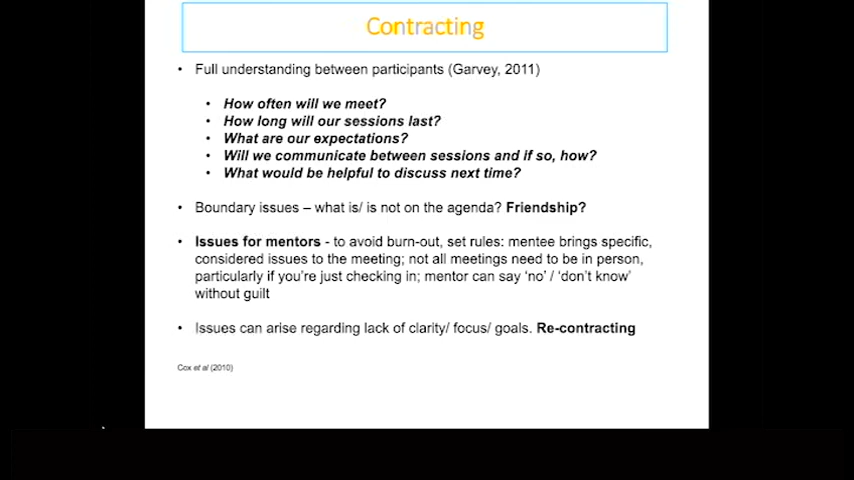 Contracting
• Full understanding between participants (Garvey, 2011)
• How often will we meet?
• How long will our sessions last?
• What are our expectations?
• Will we communicate between sessions and if so, how?
• What would be helpful to discuss next time?
• Boundary issues – what is/ is not on the agenda? Friendship?
• Issues for mentors - to avoid burn-out, set rules: mentee brings specific,
considered issues to the meeting; not all meetings need to be in person,
particularly if you're just checking in; mentor can say 'no' / 'don't know'
without guilt
• Issues can arise regarding lack of clarity/ focus/ goals. Re-contracting
Cox et al (2010)